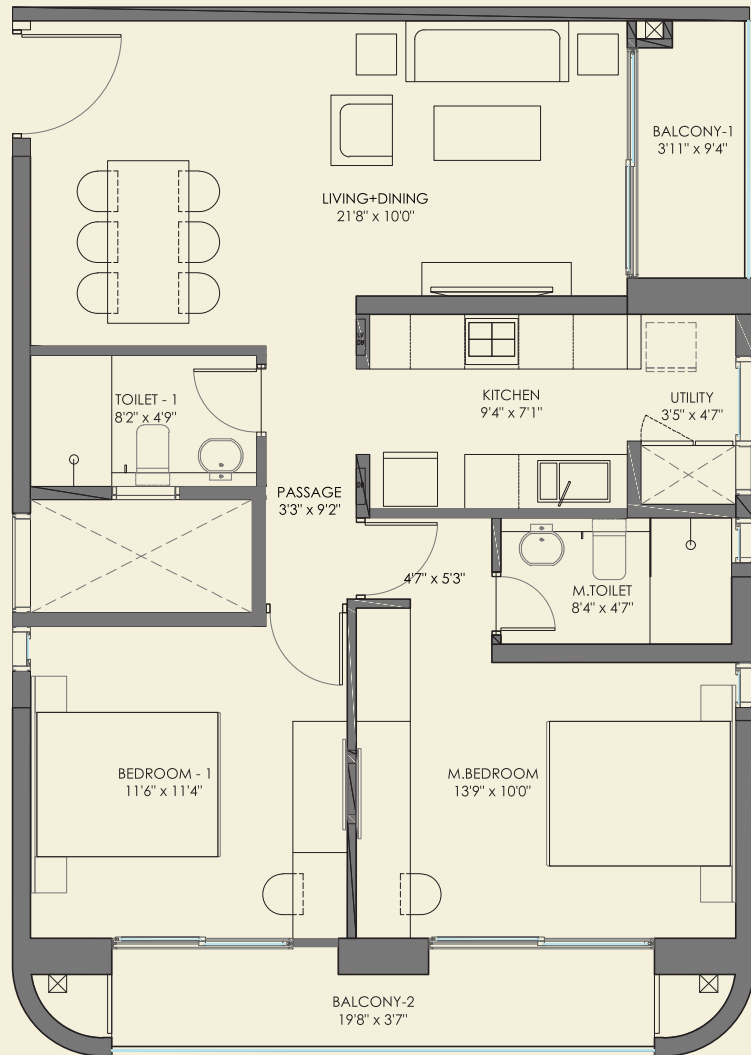 BALCONY-1
3'11" x 9'4"
LIVING+DINING
21'8" x 10'0"
KITCHEN
9'4" x 7'1"
UTILITY
3'5" x 4'7"
TOILET - 1
8'2" x 4'9"
PASSAGE
3'3" x 9'2"
4'7" x 5'3"
M.TOILET
8'4" x 4'7"
BEDROOM - 1
11'6" x 11'4"
M.BEDROOM
13'9" x 10'0"
BALCONY-2
19'8" x 3'7"